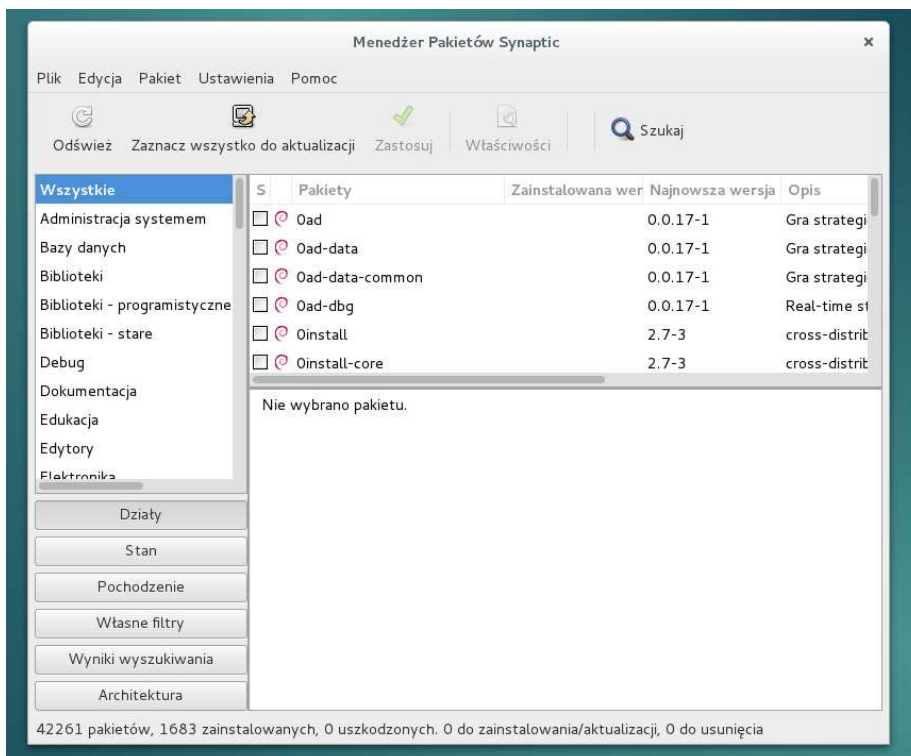 Menedżer Pakietów Synaptic
Plik Edycja Pakiet Ustawienia Pomoc
Odśwież Zaznacz wszystko do aktualizacji Zastosuj Właściwości Szukaj
Wszystkie
Administracja systemem
Bazy danych
Biblioteki
Biblioteki - programistyczne
Biblioteki - stare
Debug
Dokumentacja
Edukacja
Edytory
Elektronika
Działy
Stan
Pochodzenie
Własne filtry
Wyniki wyszukiwania
Architektura
S Pakiety Zainstalowana wer Najnowsza wersja Opis
0ad 0.0.17-1 Gra strategi
0ad-data 0.0.17-1 Gra strategi
0ad-data-common 0.0.17-1 Gra strategi
0ad-dbg 0.0.17-1 Real-time st
0install 2.7-3 cross-distrib
0install-core 2.7-3 cross-distrib
Nie wybrano pakietu.
42261 pakietów, 1683 zainstalowanych, 0 uszkodzonych. 0 do zainstalowania/aktualizacji, 0 do usunięcia